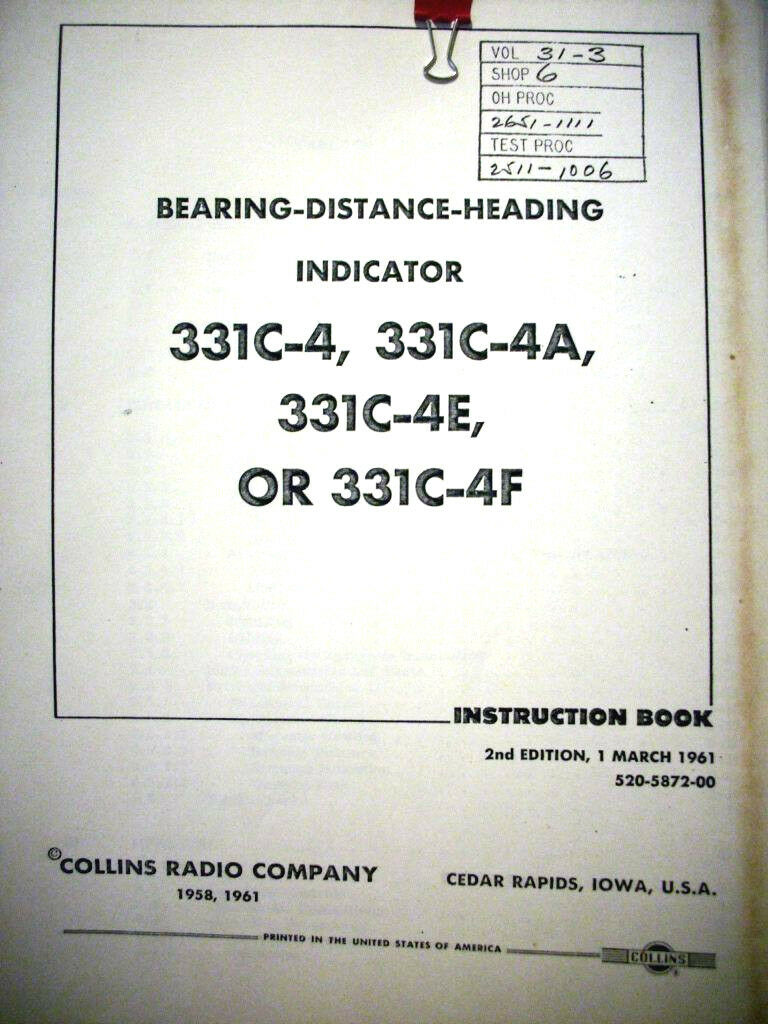 VOL 31-3
SHOP 6
OH PROC
2651-1111
TEST PROC
2511-1006
BEARING-DISTANCE-HEADING
INDICATOR
331C-4, 331C-4A,
331C-4E,
OR 331C-4F
INSTRUCTION BOOK
2nd EDITION, 1 MARCH 1961
520-5872-00
©COLLINS RADIO COMPANY
1958, 1961
CEDAR RAPIDS, IOWA, U.S.A.
PRINTED IN THE UNITED STATES OF AMERICA
COLLINS
®